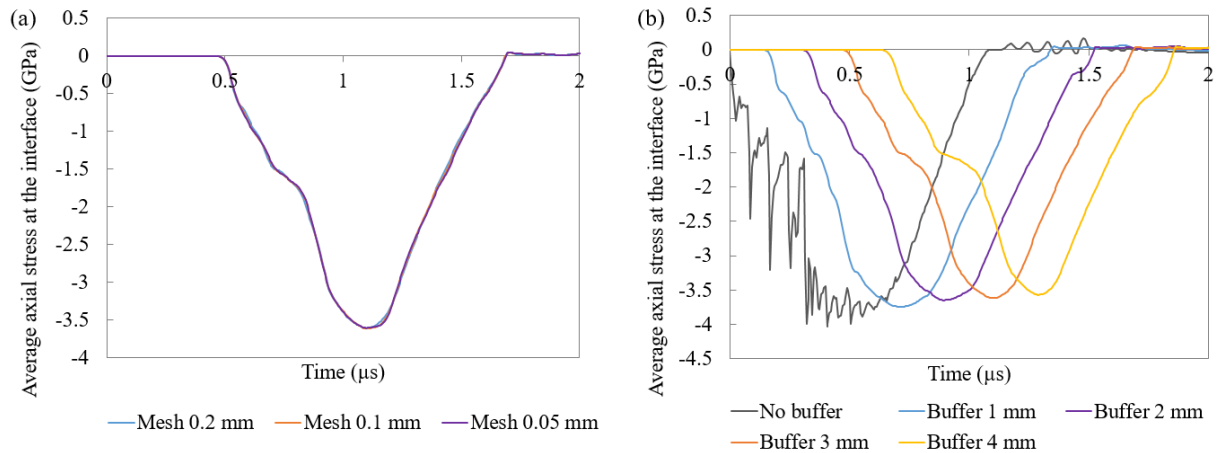 (a)
Average axial stress at the interface (GPa)
0.5
0
-0.5
-1
-1.5
-2
-2.5
-3
-3.5
-4
0 0.5 1 1.5 2
Time (µs)
Mesh 0.2 mm Mesh 0.1 mm Mesh 0.05 mm
(b)
Average axial stress at the interface (GPa)
0.5
0
-0.5
-1
-1.5
-2
-2.5
-3
-3.5
-4
-4.5
0 0.5 1 1.5 2
Time (µs)
No buffer Buffer 1 mm Buffer 2 mm
Buffer 3 mm Buffer 4 mm